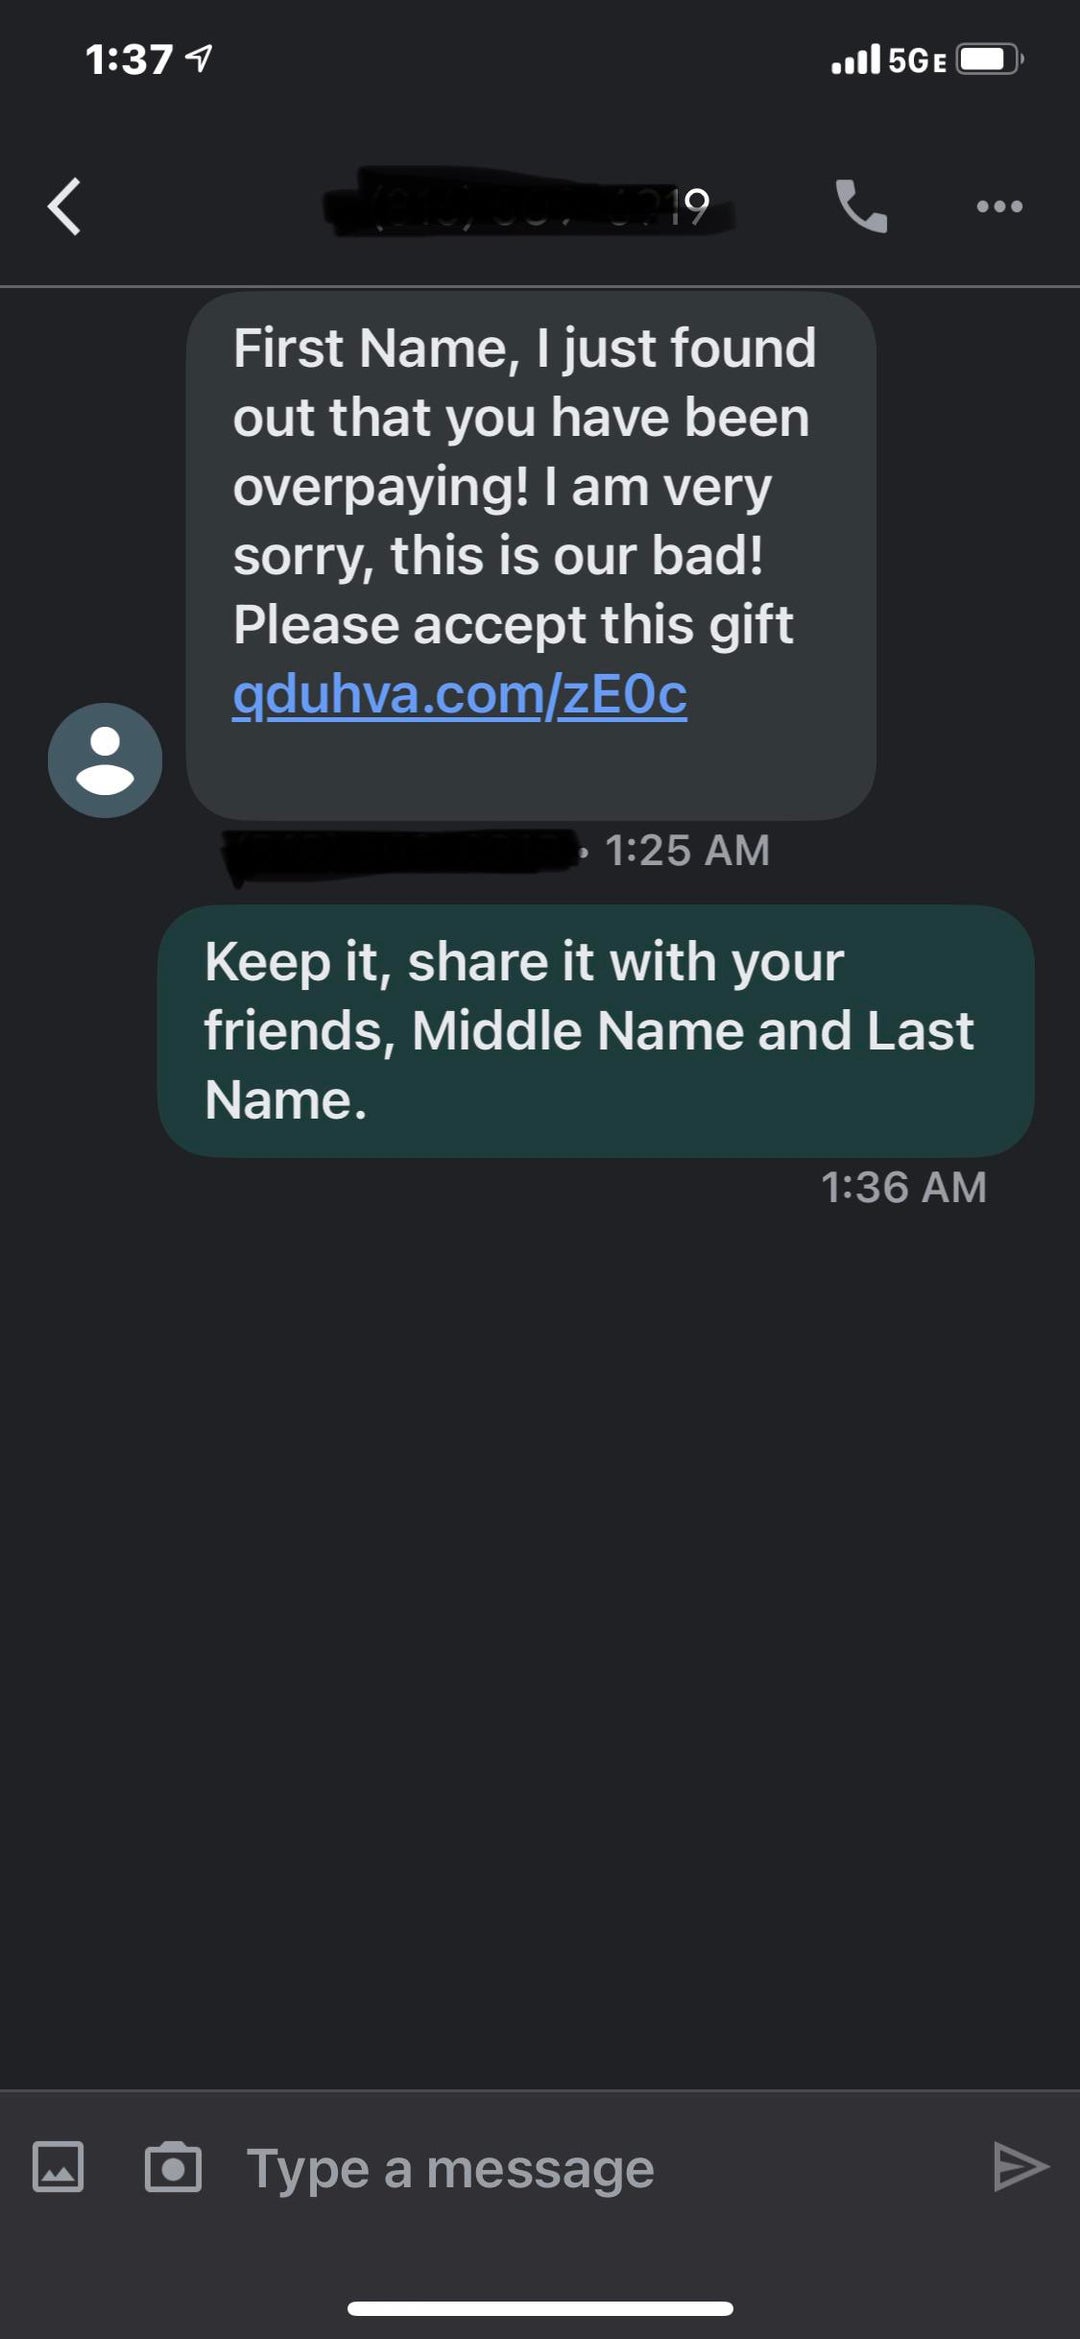 1:37
5GE
19
First Name, I just found
out that you have been
overpaying! I am very
sorry, this is our bad!
Please accept this gift
qduhva.com/zE0c
• 1:25 AM
Keep it, share it with your
friends, Middle Name and Last
Name.
1:36 AM
Type a message